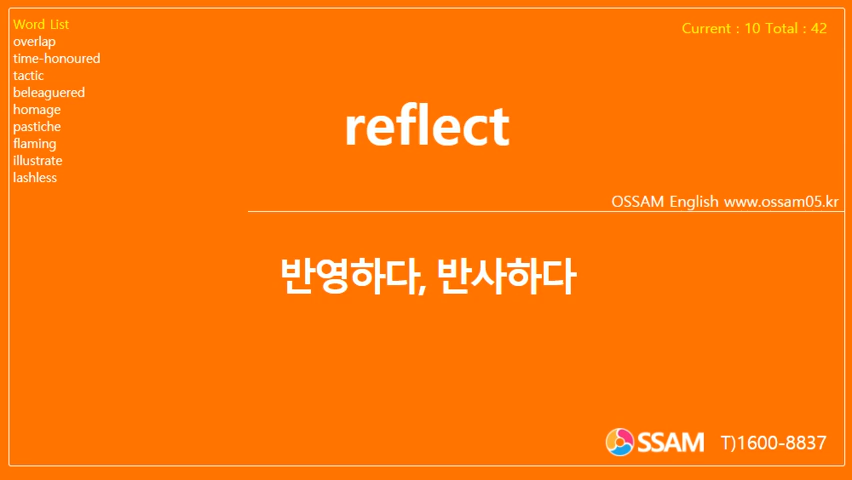 Word List
overlap
time-honoured
tactic
beleaguered
homage
pastiche
flaming
illustrate
lashless
Current : 10 Total : 42
reflect
OSSAM English www.ossam05.kr
반영하다, 반사하다
OSSAM T)1600-8837